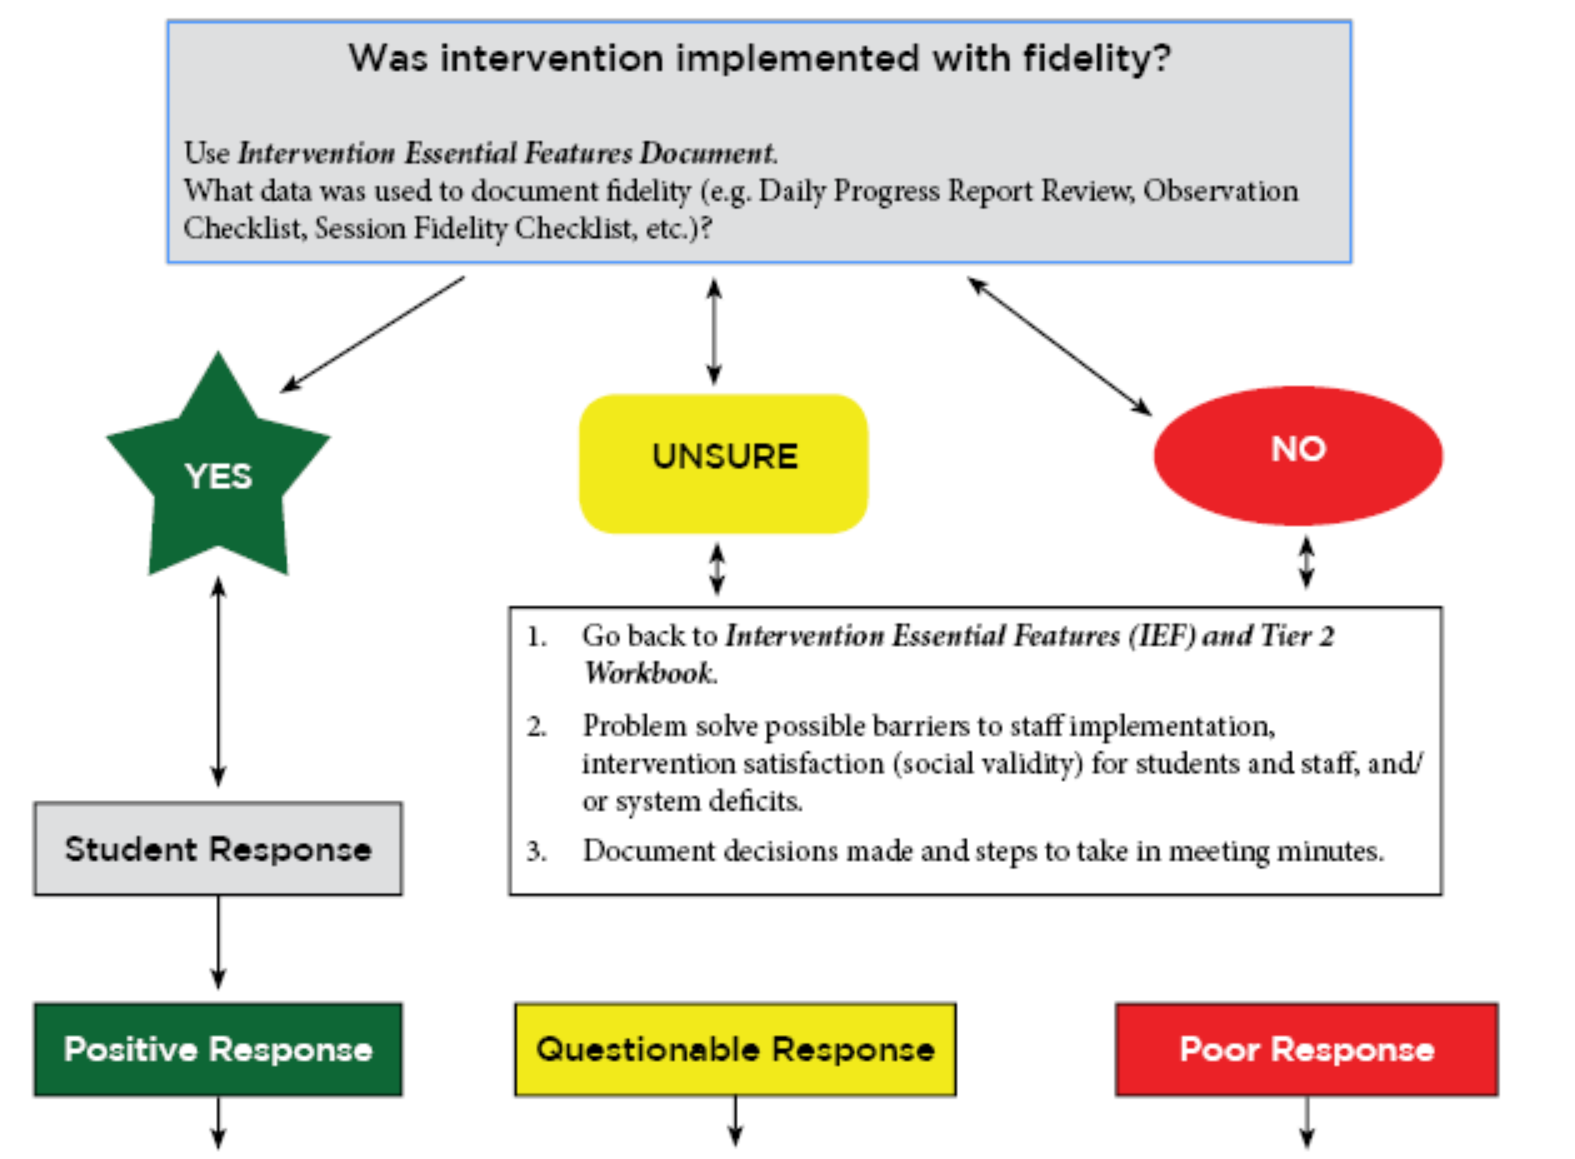 Was intervention implemented with fidelity?
Use Intervention Essential Features Document.
What data was used to document fidelity (e.g. Daily Progress Report Review, Observation
Checklist, Session Fidelity Checklist, etc.)?
YES
UNSURE
NO
1. Go back to Intervention Essential Features (IEF) and Tier 2
Workbook.
2. Problem solve possible barriers to staff implementation,
intervention satisfaction (social validity) for students and staff, and/
or system deficits.
3. Document decisions made and steps to take in meeting minutes.
Student Response
Positive Response
Questionable Response
Poor Response